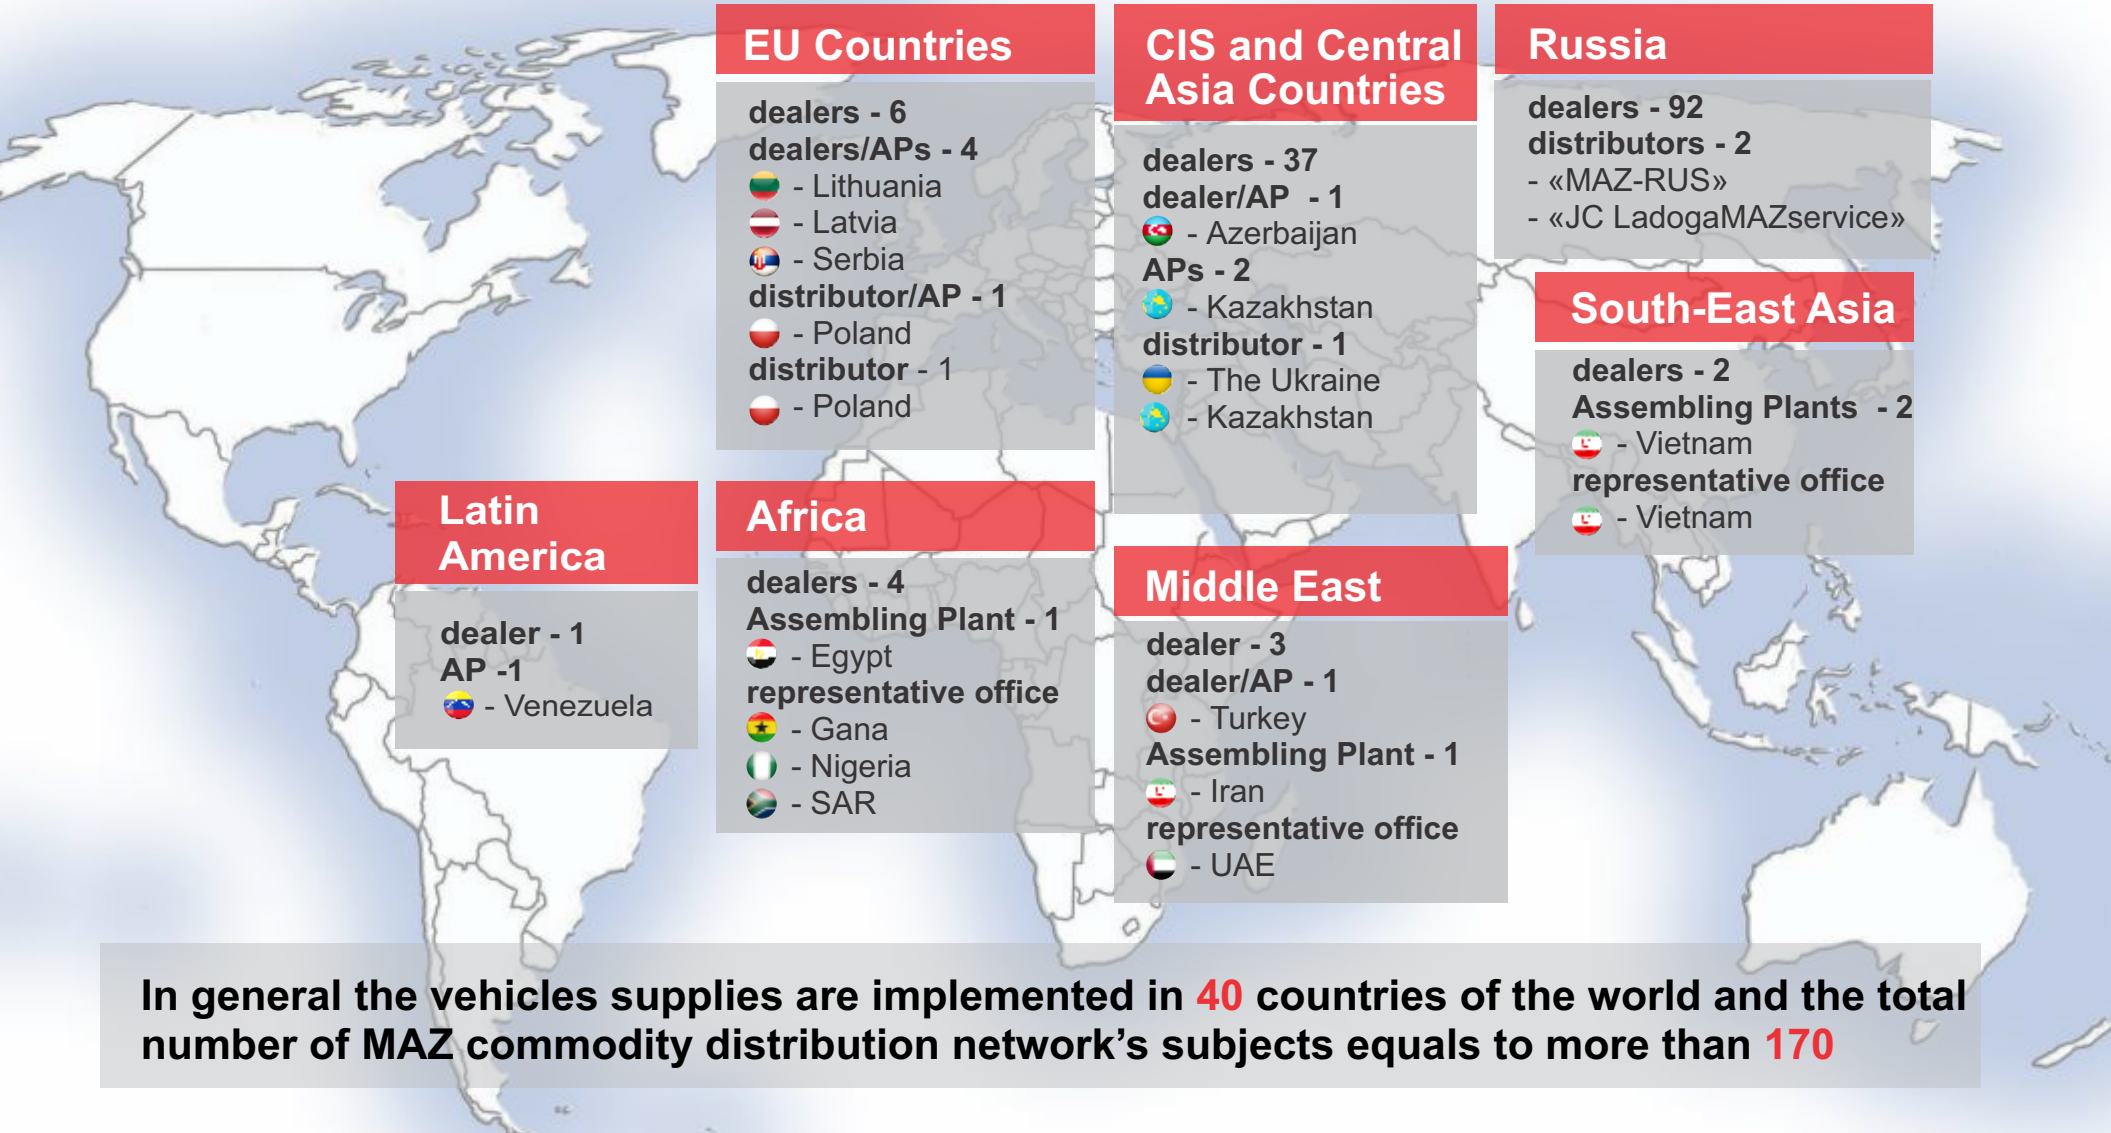 EU Countries
dealers - 6
dealers/APs - 4
- Lithuania
- Latvia
- Serbia
distributor/AP - 1
- Poland
distributor - 1
- Poland
CIS and Central
Asia Countries
dealers - 37
dealer/AP - 1
- Azerbaijan
APs - 2
- Kazakhstan
distributor - 1
- The Ukraine
- Kazakhstan
Russia
dealers - 92
distributors - 2
- «MAZ-RUS»
- «JC LadogaMAZservice»
South-East Asia
dealers - 2
Assembling Plants - 2
- Vietnam
representative office
- Vietnam
Latin
America
dealer - 1
AP -1
- Venezuela
Africa
dealers - 4
Assembling Plant - 1
- Egypt
representative office
- Gana
- Nigeria
- SAR
Middle East
dealer - 3
dealer/AP - 1
- Turkey
Assembling Plant - 1
- Iran
representative office
- UAE
In general the vehicles supplies are implemented in 40 countries of the world and the total
number of MAZ commodity distribution network’s subjects equals to more than 170